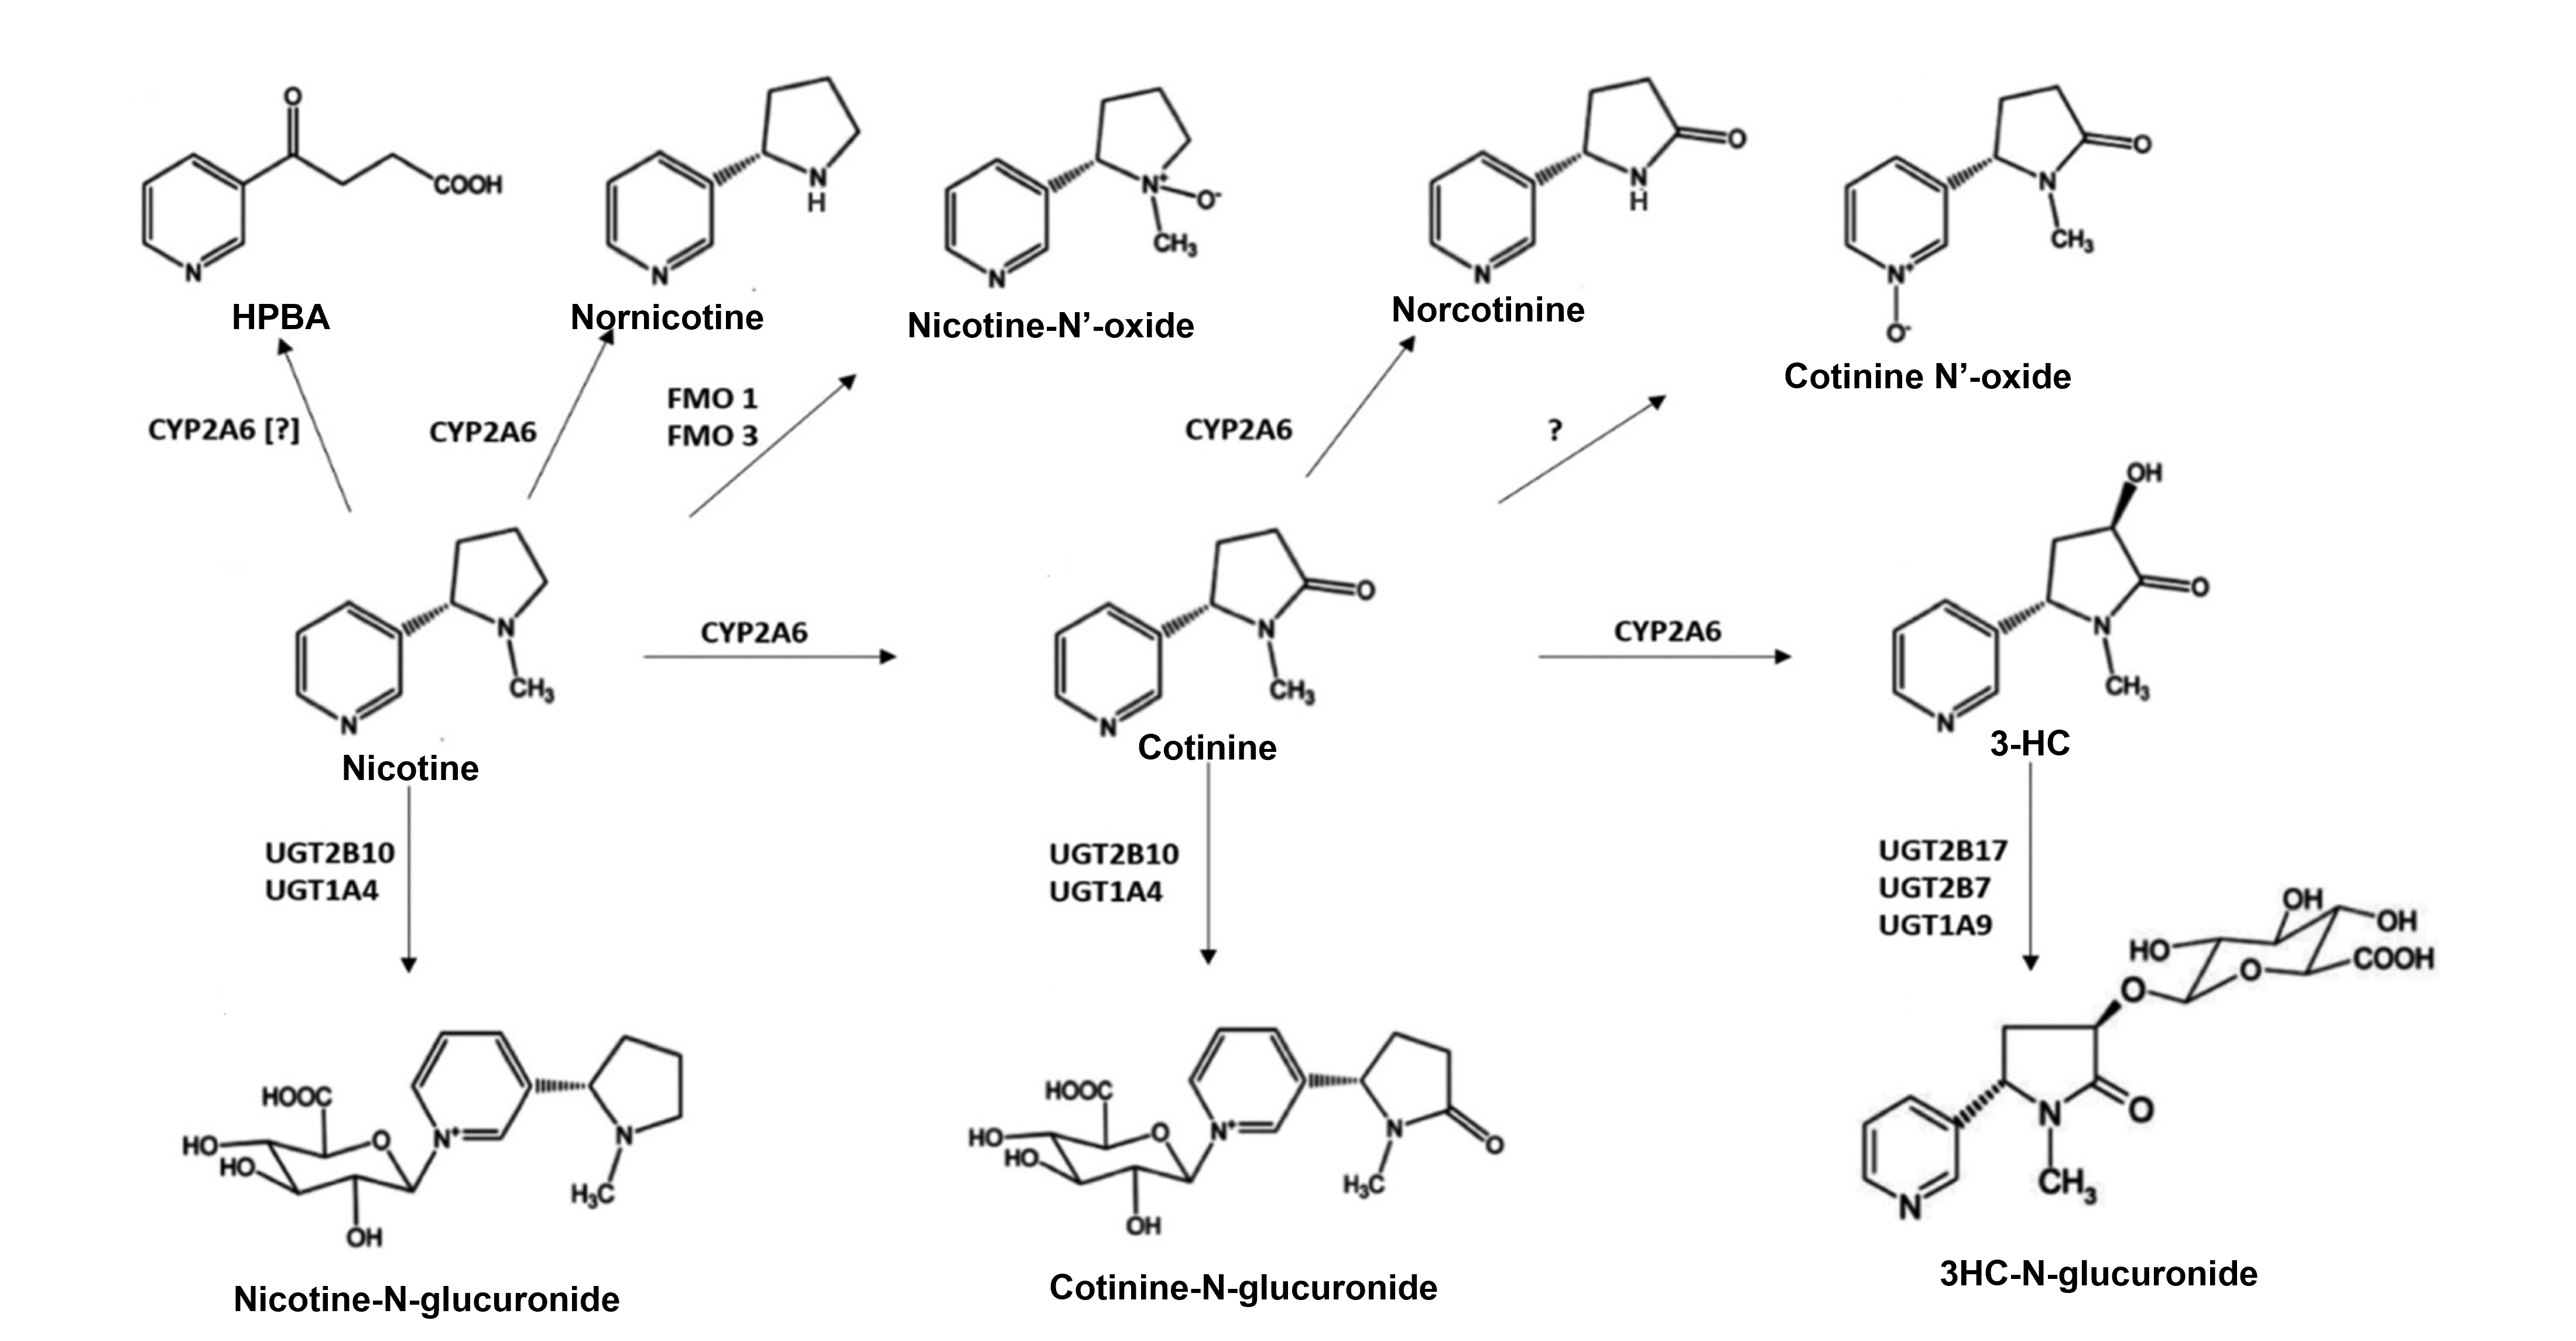 O
COOH
N
HPBA
N
H
N
Nornicotine
N+
O-
CH3
N
Nicotine-N’-oxide
O
N
H
N
Norcotinine
O
N
CH3
N+
O-
Cotinine N’-oxide
CYP2A6 [?]
CYP2A6
FMO 1
FMO 3
CYP2A6
?
N
CH3
N
Nicotine
CYP2A6
O
N
CH3
N
Cotinine
CYP2A6
OH
O
N
CH3
N
3-HC
UGT2B10
UGT1A4
UGT2B10
UGT1A4
UGT2B17
UGT2B7
UGT1A9
HOOC
HO
HO
O
OH
N+
N
H3C
Nicotine-N-glucuronide
HOOC
HO
HO
O
OH
N+
N
O
H3C
Cotinine-N-glucuronide
OH
OH
HO
COOH
O
O
N
O
CH3
N
3HC-N-glucuronide